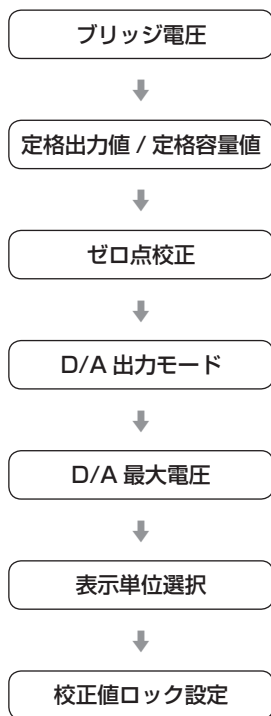 ブリッジ電圧
定格出力値 / 定格容量値
ゼロ点校正
D/A 出力モード
D/A 最大電圧
表示単位選択
校正値ロック設定